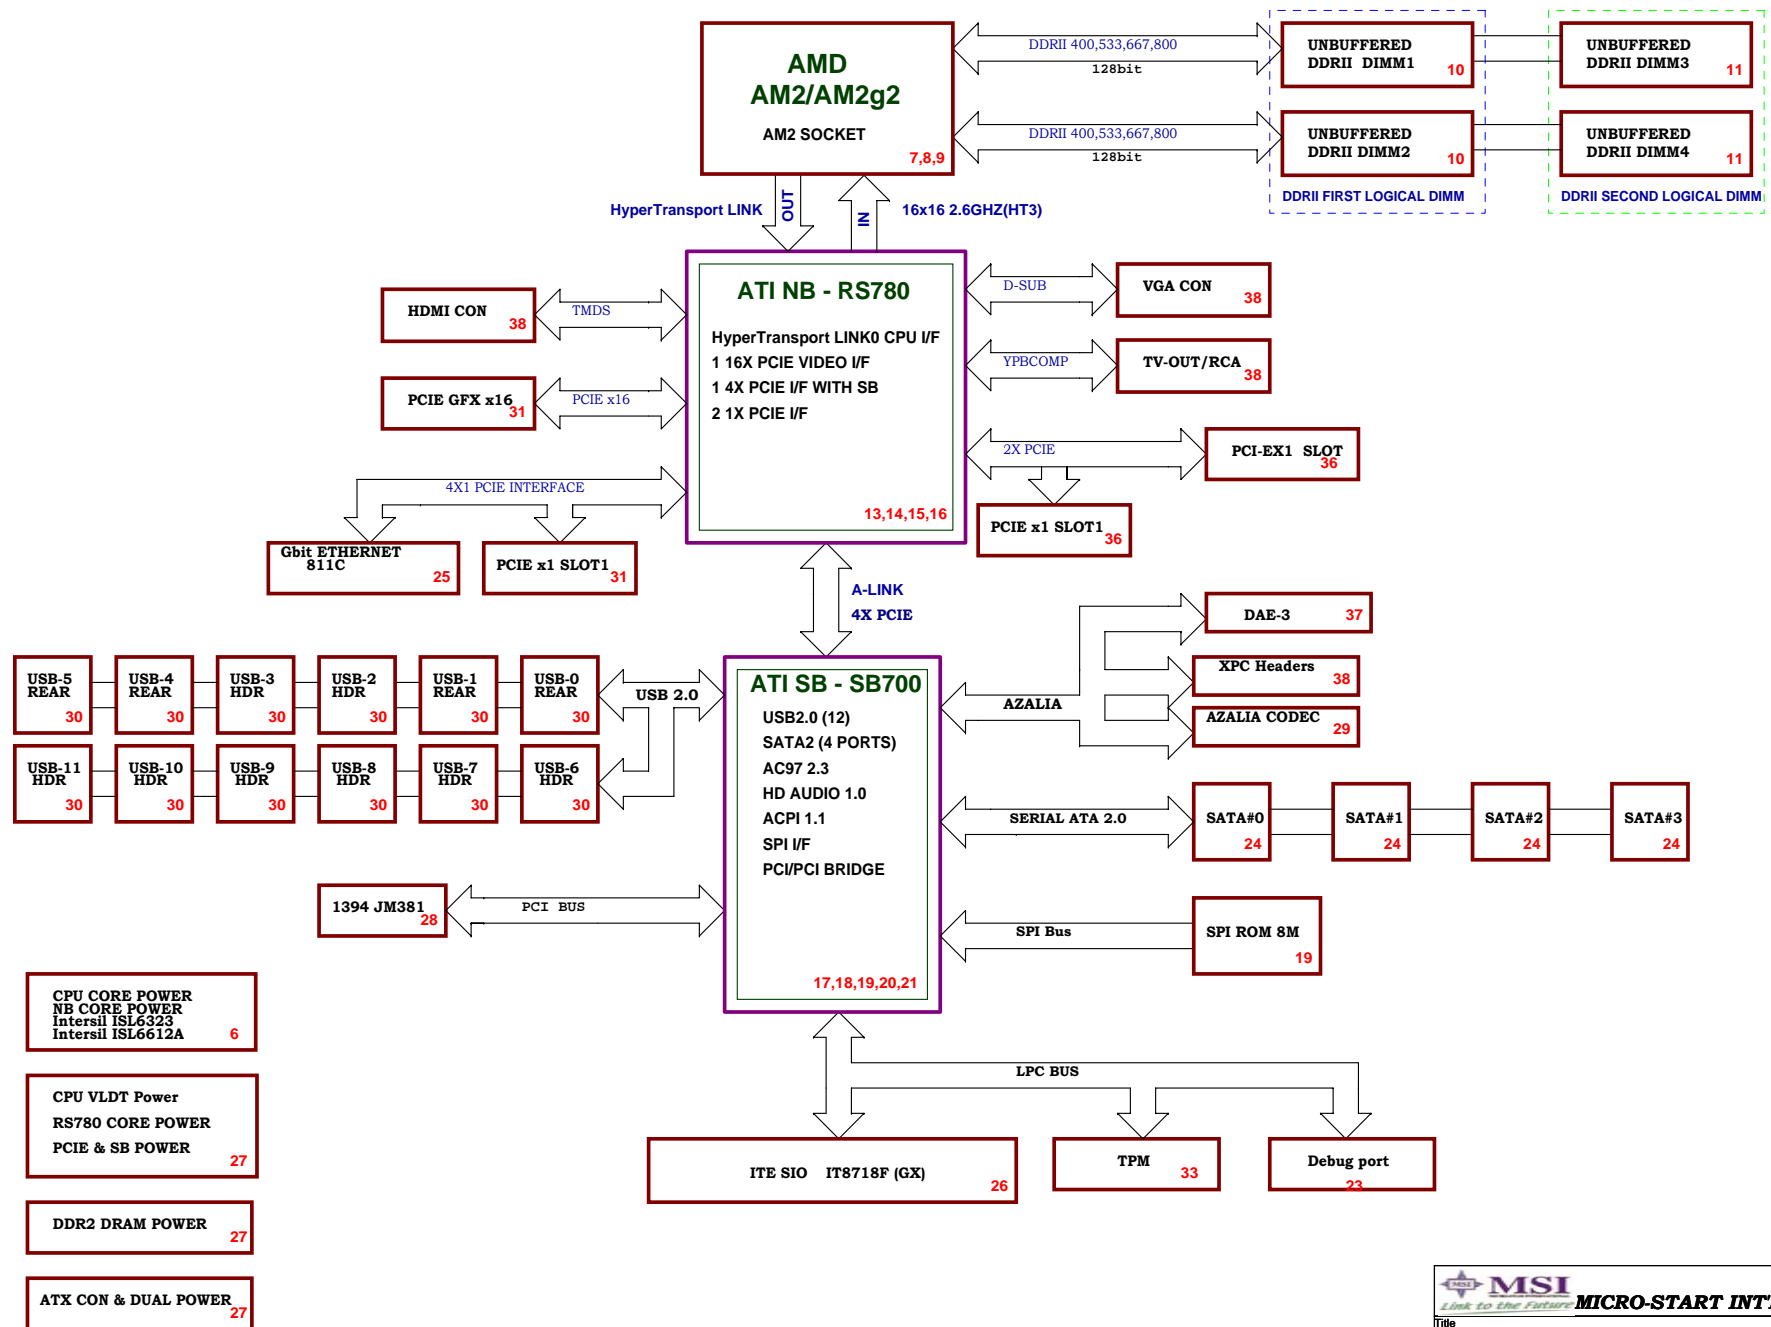 AMD
AM2/AM2g2
AM2 SOCKET
7,8,9
DDRII 400,533,667,800
128bit
DDRII 400,533,667,800
128bit
UNBUFFERED
DDRII DIMM1
10
UNBUFFERED
DDRII DIMM3
11
UNBUFFERED
DDRII DIMM2
10
UNBUFFERED
DDRII DIMM4
11
DDRII FIRST LOGICAL DIMM
DDRII SECOND LOGICAL DIMM
HyperTransport LINK
OUT
IN
16x16 2.6GHZ(HT3)
ATI NB - RS780
HyperTransport LINK0 CPU I/F
1 16X PCIE VIDEO I/F
1 4X PCIE I/F WITH SB
2 1X PCIE I/F
13,14,15,16
HDMI CON
38
TMDS
PCIE GFX x16
31
PCIE x16
4X1 PCIE INTERFACE
Gbit ETHERNET
811C
25
PCIE x1 SLOT1
31
D-SUB
VGA CON
38
YPBCOMP
TV-OUT/RCA
38
2X PCIE
PCI-EX1 SLOT
36
PCIE x1 SLOT1
36
A-LINK
4X PCIE
ATI SB - SB700
USB2.0 (12)
SATA2 (4 PORTS)
AC97 2.3
HD AUDIO 1.0
ACPI 1.1
SPI I/F
PCI/PCI BRIDGE
17,18,19,20,21
USB-5
REAR
30
USB-4
REAR
30
USB-3
HDR
30
USB-2
HDR
30
USB-1
REAR
30
USB-0
REAR
30
USB 2.0
USB-11
HDR
30
USB-10
HDR
30
USB-9
HDR
30
USB-8
HDR
30
USB-7
HDR
30
USB-6
HDR
30
1394 JM381
28
PCI BUS
AZALIA
DAE-3
37
XPC Headers
38
AZALIA CODEC
29
SERIAL ATA 2.0
SATA#0
24
SATA#1
24
SATA#2
24
SATA#3
24
SPI Bus
SPI ROM 8M
19
LPC BUS
ITE SIO IT8718F (GX)
26
TPM
33
Debug port
23
CPU CORE POWER
NB CORE POWER
Intersil ISL6323
Intersil ISL6612A
6
CPU VLDT Power
RS780 CORE POWER
PCIE & SB POWER
27
DDR2 DRAM POWER
27
ATX CON & DUAL POWER
27
MSI
MSI
Link to the Future
MICRO-START INT'
Title